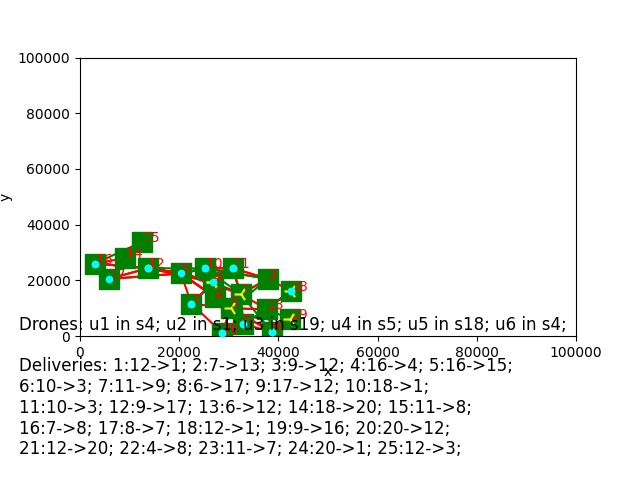 100000
80000
60000
40000
20000
0
y
0 20000 40000 60000 80000 100000
x
Drones: u1 in s4; u2 in s1; u3 in s19; u4 in s5; u5 in s18; u6 in s4;
Deliveries: 1:12->1; 2:7->13; 3:9->12; 4:16->4; 5:16->15;
6:10->3; 7:11->9; 8:6->17; 9:17->12; 10:18->1;
11:10->3; 12:9->17; 13:6->12; 14:18->20; 15:11->8;
16:7->8; 17:8->7; 18:12->1; 19:9->16; 20:20->12;
21:12->20; 22:4->8; 23:11->7; 24:20->1; 25:12->3;